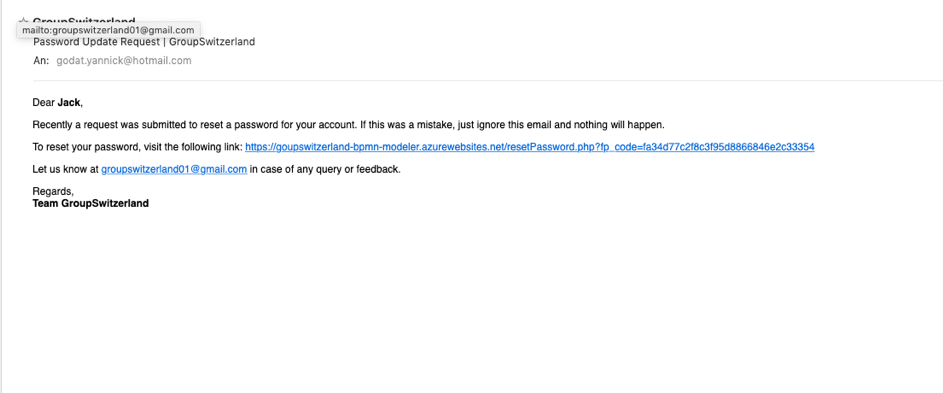 GroupSwitzerland
mailto:groupswitzerland01@gmail.com
Password Update Request | GroupSwitzerland
An: godat.yannick@hotmail.com
Dear Jack,
Recently a request was submitted to reset a password for your account. If this was a mistake, just ignore this email and nothing will happen.
To reset your password, visit the following link: https://goupswitzerland-bpmn-modeler.azurewebsites.net/resetPassword.php?fp_code=fa34d77c2f8c3f95d8866846e2c33354
Let us know at groupswitzerland01@gmail.com in case of any query or feedback.
Regards,
Team GroupSwitzerland